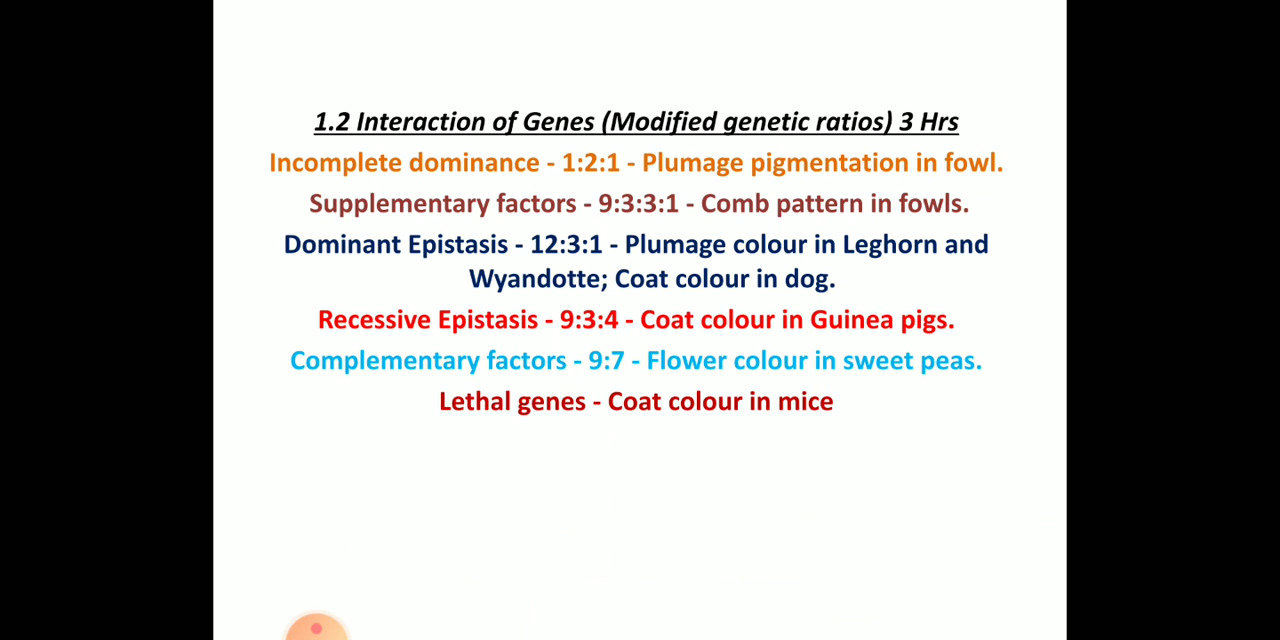 1.2 Interaction of Genes (Modified genetic ratios) 3 Hrs
Incomplete dominance - 1:2:1 - Plumage pigmentation in fowl.
Supplementary factors - 9:3:3:1 - Comb pattern in fowls.
Dominant Epistasis - 12:3:1 - Plumage colour in Leghorn and
Wyandotte; Coat colour in dog.
Recessive Epistasis - 9:3:4 - Coat colour in Guinea pigs.
Complementary factors - 9:7 - Flower colour in sweet peas.
Lethal genes - Coat colour in mice